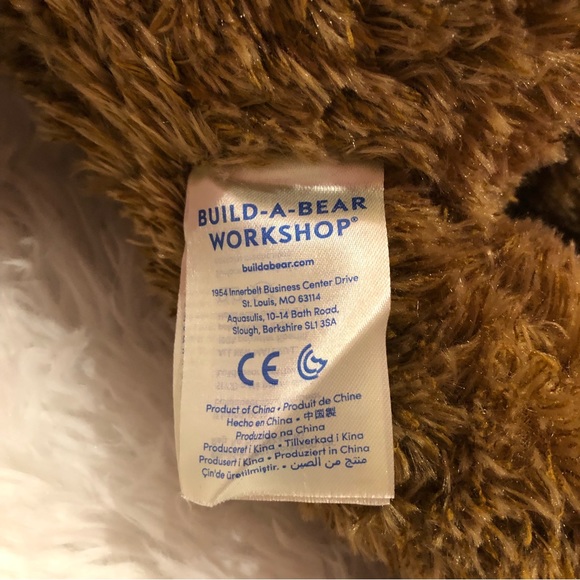 BUILD-A-BEAR
WORKSHOP®
buildabear.com
1954 Innerbelt Business Center Drive
St. Louis, MO 63114
Aquasulis, 10-14 Bath Road,
Slough, Berkshire SL1 3SA
CE
Product of China • Produit de Chine
Hecho en China • 中国製
Produzido na China
Produceret i Kina • Tillverkad i Kina
Produsert i Kina • Produziert in China
Çin'de üretilmiştir. • منتج من الصين